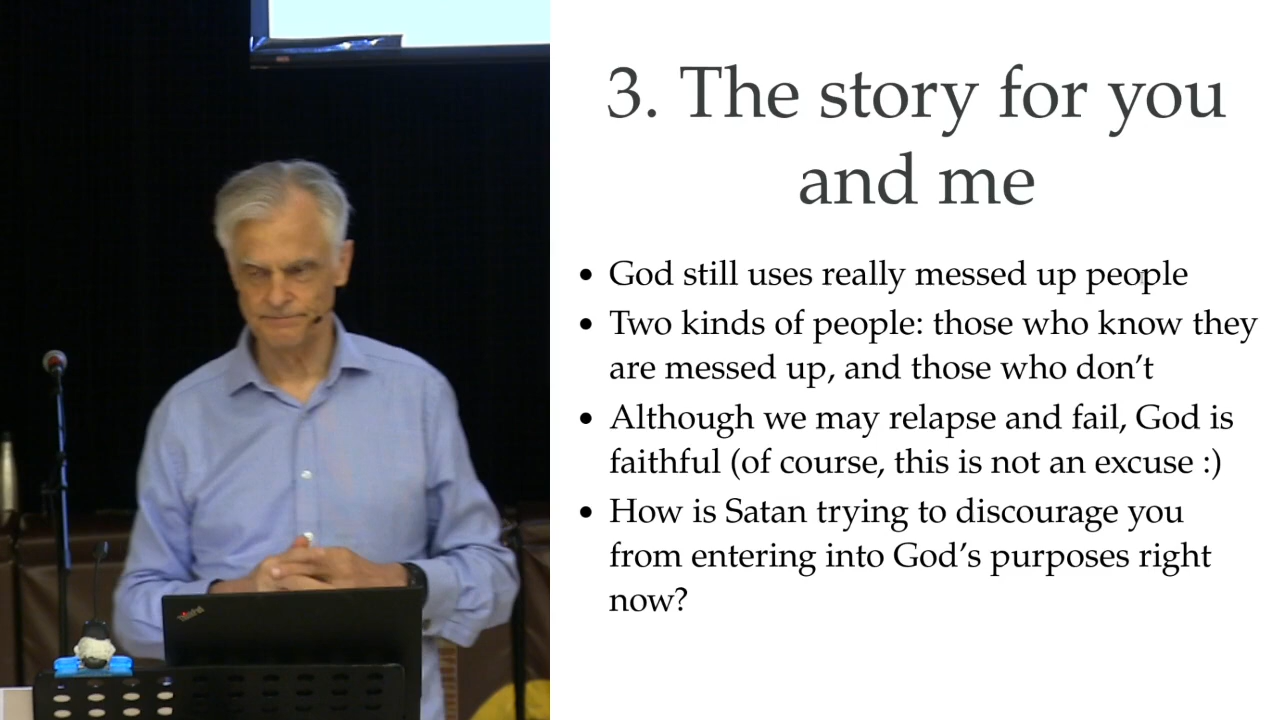 3. The story for you
and me
• God still uses really messed up people
• Two kinds of people: those who know they
are messed up, and those who don’t
• Although we may relapse and fail, God is
faithful (of course, this is not an excuse :)
• How is Satan trying to discourage you
from entering into God’s purposes right
now?
ThinkPad